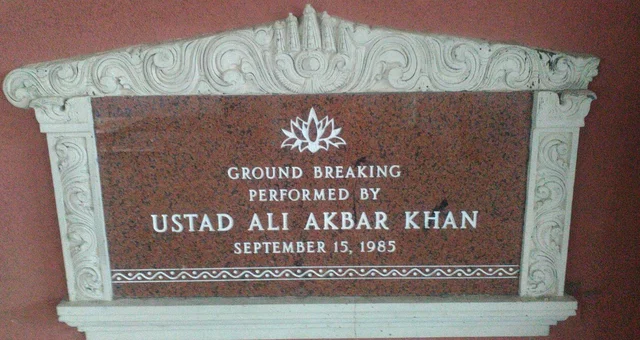 GROUND BREAKING
PERFORMED BY
USTAD ALI AKBAR KHAN
SEPTEMBER 15, 1985